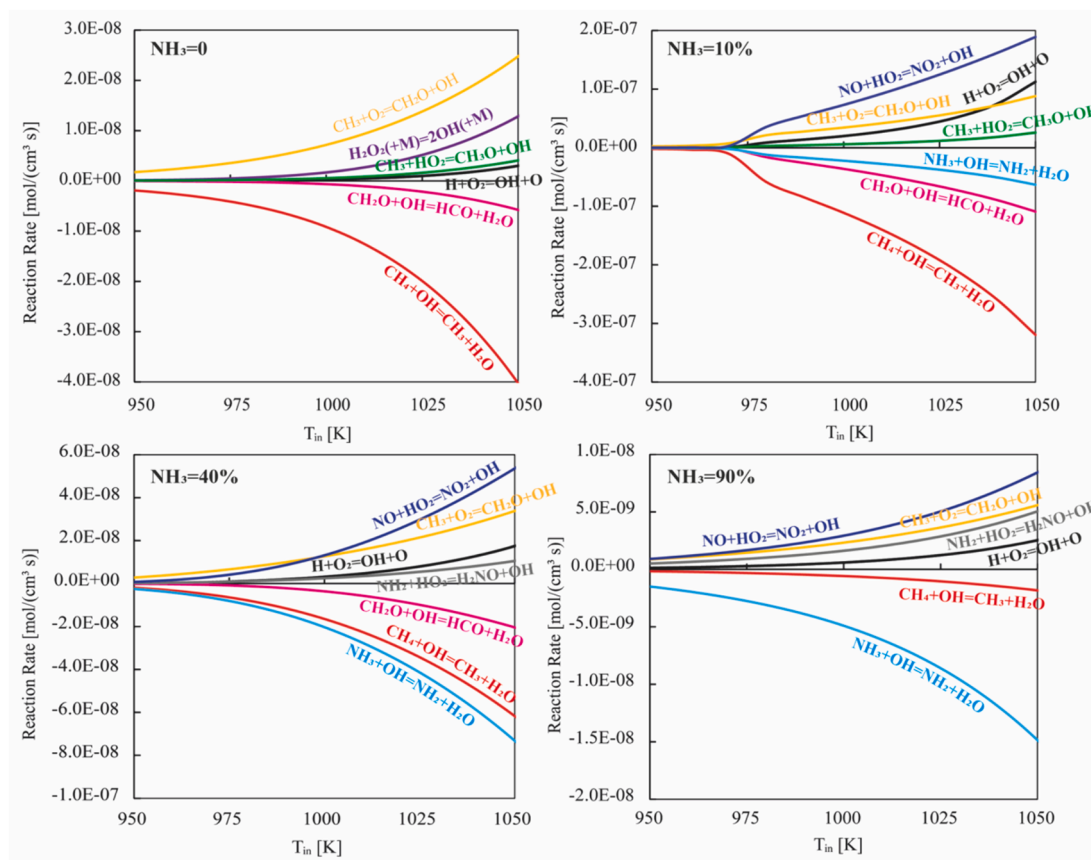 NH₃=0
Reaction Rate [mol/(cm³ s)]
3.0E-08
2.0E-08
1.0E-08
0.0E+00
-1.0E-08
-2.0E-08
-3.0E-08
-4.0E-08
CH₃+O₂=CH₂O+OH
H₂O₂(+M)=2OH(+M)
CH₃+HO₂=CH₃O+OH
H+O₂=OH+O
CH₂O+OH=HCO+H₂O
CH₄+OH=CH₃+H₂O
950 975 1000 1025 1050
Tᵢₙ [K]
NH₃=10%
Reaction Rate [mol/(cm³ s)]
2.0E-07
1.0E-07
0.0E+00
-1.0E-07
-2.0E-07
-3.0E-07
-4.0E-07
NO+HO₂=NO₂+OH
H+O₂=OH+O
CH₃+O₂=CH₂O+OH
CH₃+HO₂=CH₃O+OH
NH₃+OH=NH₂+H₂O
CH₂O+OH=HCO+H₂O
CH₄+OH=CH₃+H₂O
950 975 1000 1025 1050
Tᵢₙ [K]
NH₃=40%
Reaction Rate [mol/(cm³ s)]
6.0E-08
4.0E-08
2.0E-08
0.0E+00
-2.0E-08
-4.0E-08
-6.0E-08
-8.0E-08
-1.0E-07
NO+HO₂=NO₂+OH
CH₃+O₂=CH₂O+OH
H+O₂=OH+O
NH₂+HO₂=H₂NO+OH
CH₂O+OH=HCO+H₂O
CH₄+OH=CH₃+H₂O
NH₃+OH=NH₂+H₂O
950 975 1000 1025 1050
Tᵢₙ [K]
NH₃=90%
Reaction Rate [mol/(cm³ s)]
1.0E-08
5.0E-09
0.0E+00
-5.0E-09
-1.0E-08
-1.5E-08
-2.0E-08
NO+HO₂=NO₂+OH
CH₃+O₂=CH₂O+OH
NH₂+HO₂=H₂NO+OH
H+O₂=OH+O
CH₄+OH=CH₃+H₂O
NH₃+OH=NH₂+H₂O
950 975 1000 1025 1050
Tᵢₙ [K]